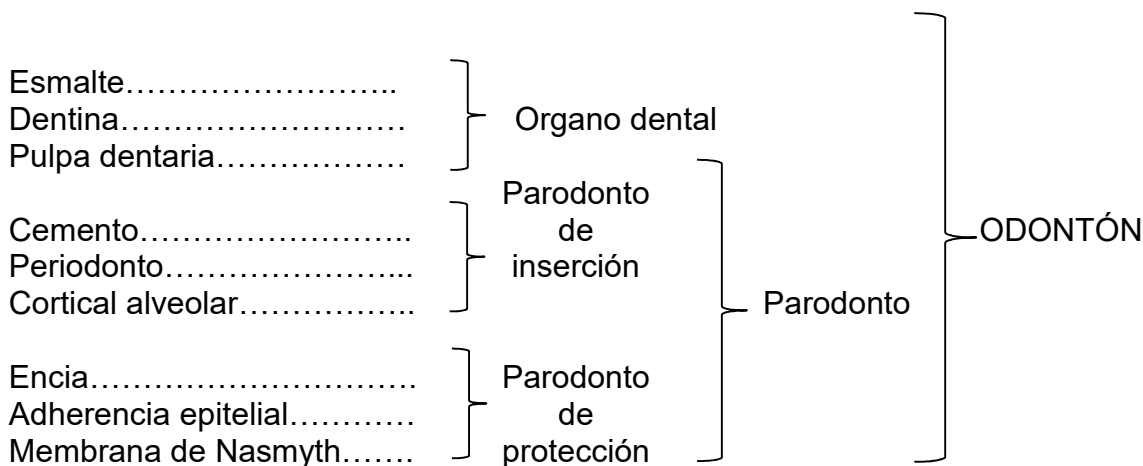 Esmalte……………………..
Dentina………………………
Pulpa dentaria………………
Organo dental
Cemento……………………..
Periodonto…………………...
Cortical alveolar……………..
Parodonto
de
inserción
Encia………………………….
Adherencia epitelial…………
Membrana de Nasmyth…….
Parodonto
de
protección
Parodonto
ODONTÓN